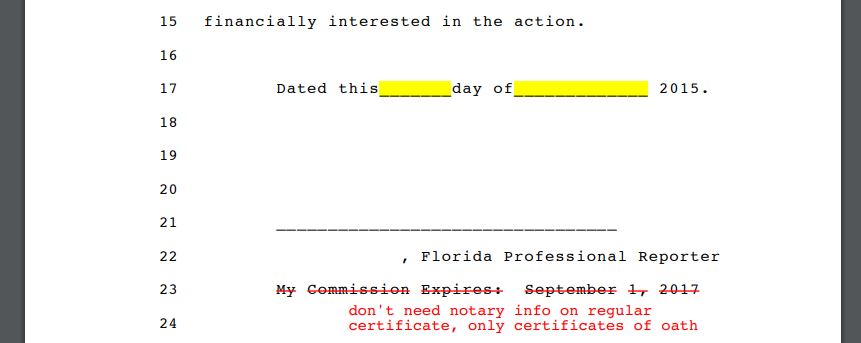 15 financially interested in the action.
16
17 Dated this_______day of_____________ 2015.
18
19
20
21 _________________________________
22 , Florida Professional Reporter
23 My Commission Expires: September 1, 2017
don't need notary info on regular
24 certificate, only certificates of oath